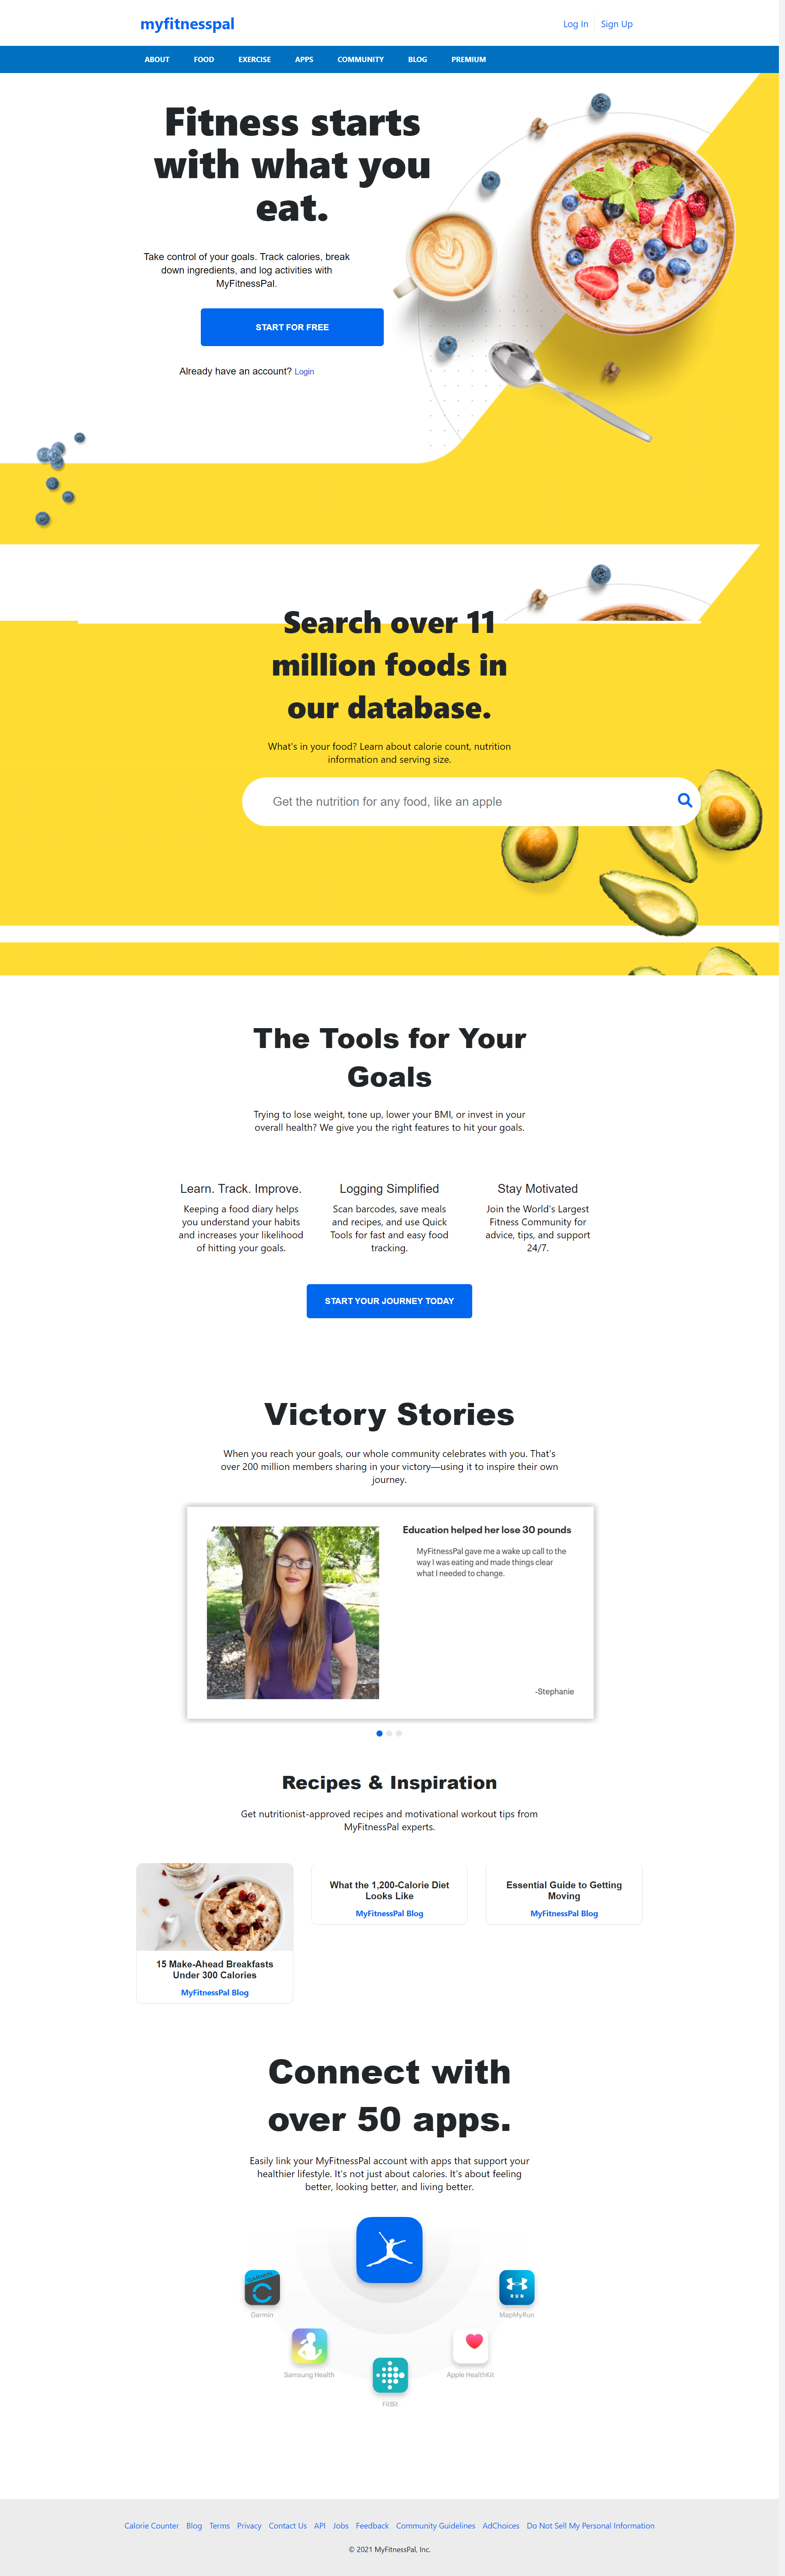 myfitnesspal
Log In
Sign Up
ABOUT FOOD EXERCISE APPS COMMUNITY BLOG PREMIUM
Fitness starts
with what you
eat.
Take control of your goals. Track calories, break
down ingredients, and log activities with
MyFitnessPal.
START FOR FREE
Already have an account? Login
Search over 11
million foods in
our database.
What's in your food? Learn about calorie count, nutrition
information and serving size.
Get the nutrition for any food, like an apple
The Tools for Your
Goals
Trying to lose weight, tone up, lower your BMI, or invest in your
overall health? We give you the right features to hit your goals.
Learn. Track. Improve.
Keeping a food diary helps
you understand your habits
and increases your likelihood
of hitting your goals.
Logging Simplified
Scan barcodes, save meals
and recipes, and use Quick
Tools for fast and easy food
tracking.
Stay Motivated
Join the World's Largest
Fitness Community for
advice, tips, and support
24/7.
START YOUR JOURNEY TODAY
Victory Stories
When you reach your goals, our whole community celebrates with you. That's
over 200 million members sharing in your victory—using it to inspire their own
journey.
Education helped her lose 30 pounds
MyFitnessPal gave me a wake up call to the
way I was eating and made things clear
what I needed to change.
-Stephanie
Recipes & Inspiration
Get nutritionist-approved recipes and motivational workout tips from
MyFitnessPal experts.
15 Make-Ahead Breakfasts
Under 300 Calories
MyFitnessPal Blog
What the 1,200-Calorie Diet
Looks Like
MyFitnessPal Blog
Essential Guide to Getting
Moving
MyFitnessPal Blog
Connect with
over 50 apps.
Easily link your MyFitnessPal account with apps that support your
healthier lifestyle. It's not just about calories. It's about feeling
better, looking better, and living better.
GARMIN
Garmin
RUN
MapMyRun
Samsung Health
Apple HealthKit
FitBit
Calorie Counter Blog Terms Privacy Contact Us API Jobs Feedback Community Guidelines AdChoices Do Not Sell My Personal Information
© 2021 MyFitnessPal, Inc.